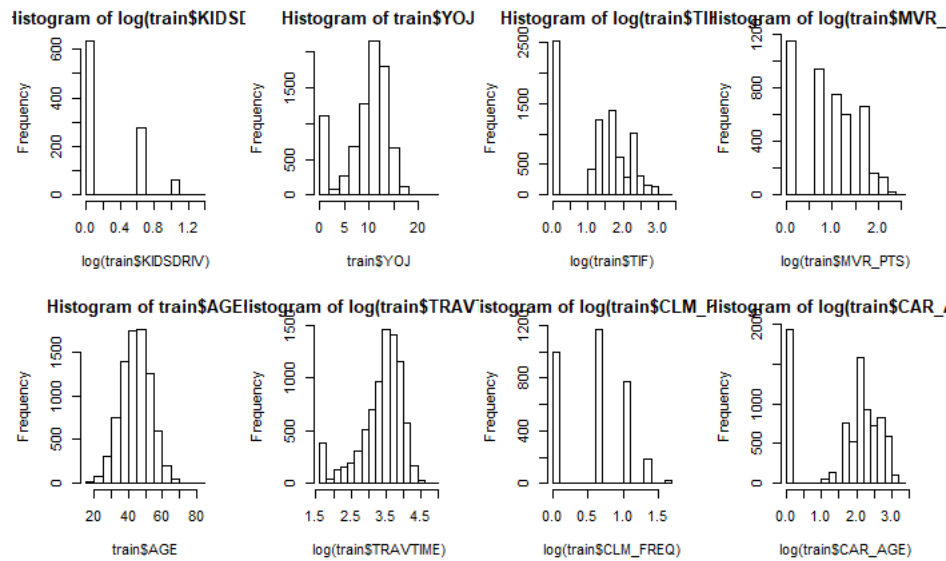 Histogram of log(train$KIDSD
Frequency
0 200 400 600
0.0 0.4 0.8 1.2
log(train$KIDSDRIV)
Histogram of train$YOJ
Frequency
0 500 1500
0 5 10 20
train$YOJ
Histogram of log(train$TIF
Frequency
0 500 1500 2500
0.0 1.0 2.0 3.0
log(train$TIF)
Histogram of log(train$MVR_
Frequency
0 400 800 1200
0.0 1.0 2.0
log(train$MVR_PTS)
Histogram of train$AGE
Frequency
0 500 1500
20 40 60 80
train$AGE
Histogram of log(train$TRAV
Frequency
0 500 1000 1500
1.5 2.5 3.5 4.5
log(train$TRAVTIME)
istogram of log(train$CLM_F
Frequency
0 400 800 1200
0.0 0.5 1.0 1.5
log(train$CLM_FREQ)
Histogram of log(train$CAR_A
Frequency
0 500 1000 2000
0.0 1.0 2.0 3.0
log(train$CAR_AGE)